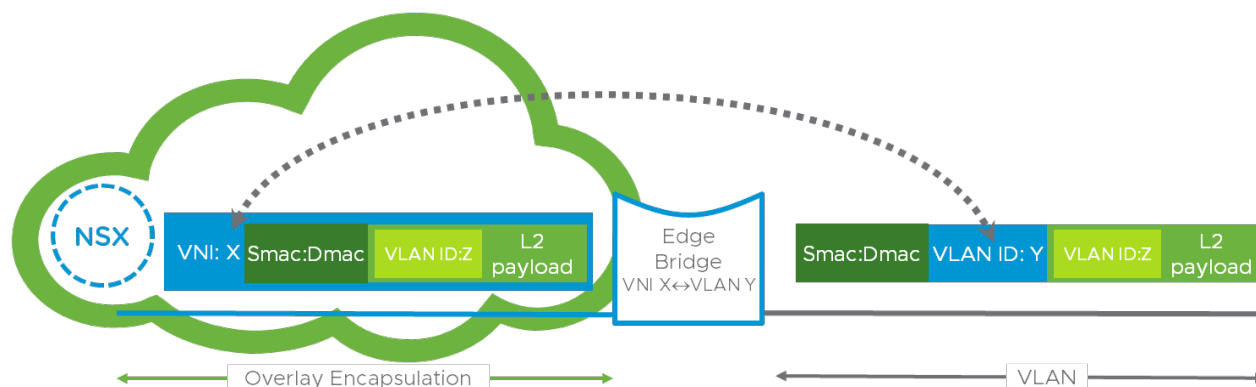 NSX
VNI: X
Smac:Dmac
VLAN ID:Z
L2
payload
Edge
Bridge
VNI X↔VLAN Y
Smac:Dmac
VLAN ID: Y
VLAN ID:Z
L2
payload
Overlay Encapsulation
VLAN